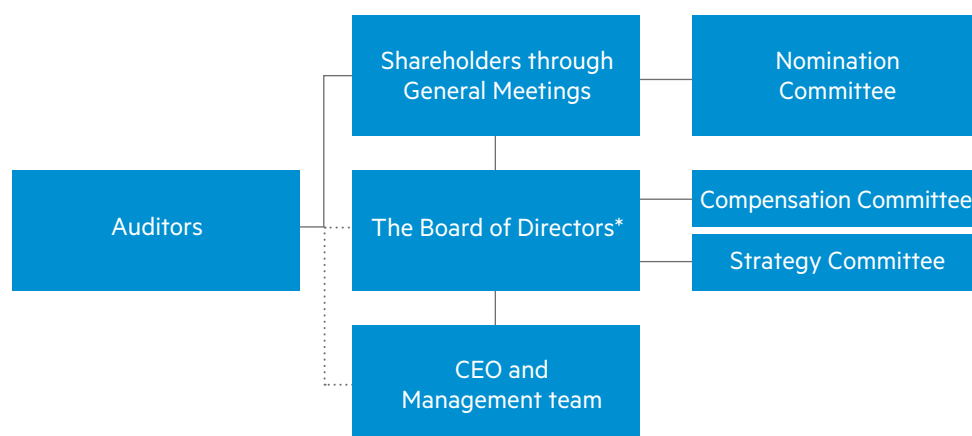 Shareholders through
General Meetings
Nomination
Committee
Auditors
The Board of Directors*
Compensation Committee
Strategy Committee
CEO and
Management team